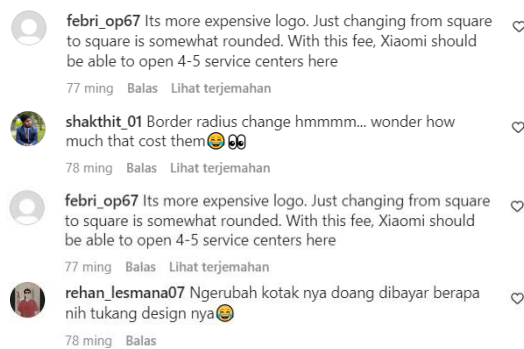 febri_op67 Its more expensive logo. Just changing from square
to square is somewhat rounded. With this fee, Xiaomi should
be able to open 4-5 service centers here
77 ming Balas Lihat terjemahan
shakthit_01 Border radius change hmmmm... wonder how
much that cost them😂👀
78 ming Balas Lihat terjemahan
febri_op67 Its more expensive logo. Just changing from square
to square is somewhat rounded. With this fee, Xiaomi should
be able to open 4-5 service centers here
77 ming Balas Lihat terjemahan
rehan_lesmana07 Ngerubah kotak nya doang dibayar berapa
nih tukang design nya😂
78 ming Balas